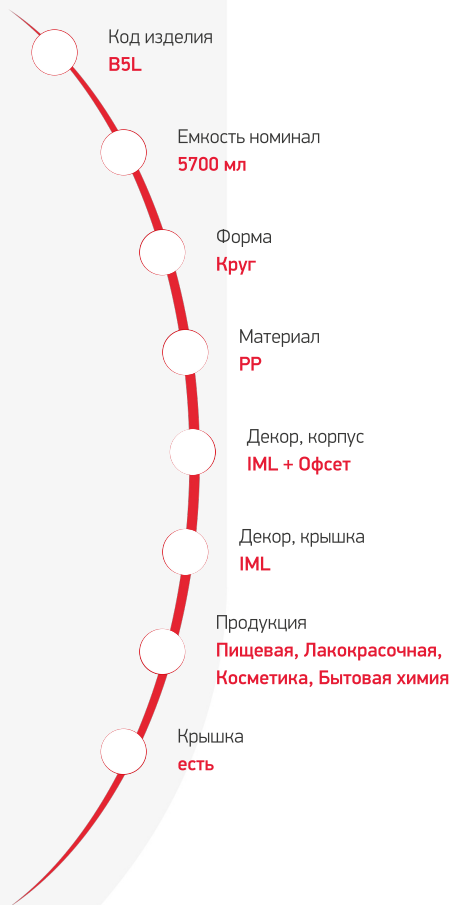 Код изделия
B5L
Емкость номинал
5700 мл
Форма
Круг
Материал
PP
Декор, корпус
IML + Офсет
Декор, крышка
IML
Продукция
Пищевая, Лакокрасочная,
Косметика, Бытовая химия
Крышка
есть